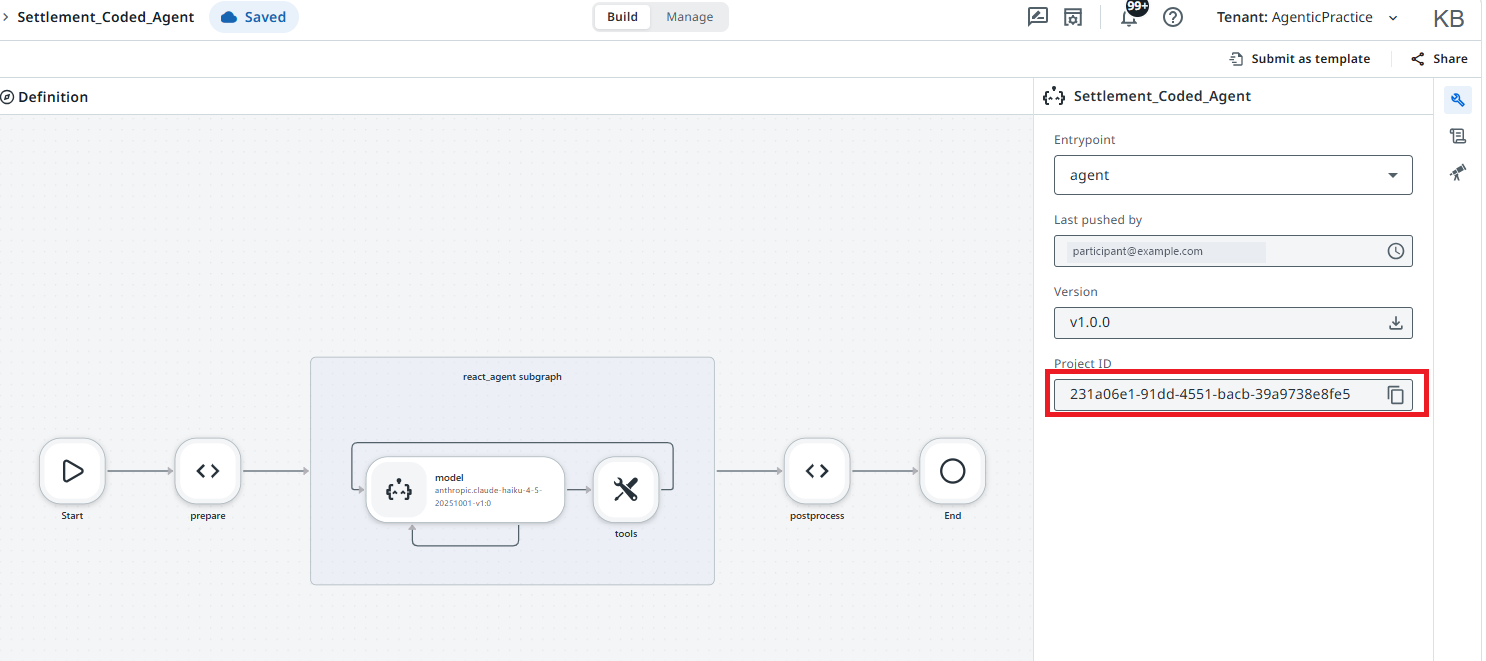 Settlement_Coded_Agent
Saved
Build
Manage
99+
Tenant: AgenticPractice
KB
Submit as template
Share
Definition
Settlement_Coded_Agent
Entrypoint
agent
Last pushed by
participant@example.com
Version
v1.0.0
Project ID
231a06e1-91dd-4551-bacb-39a9738e8fe5
react_agent subgraph
model
anthropic.claude-haiku-4-5-
20251001-v1:0
Start
prepare
tools
postprocess
End